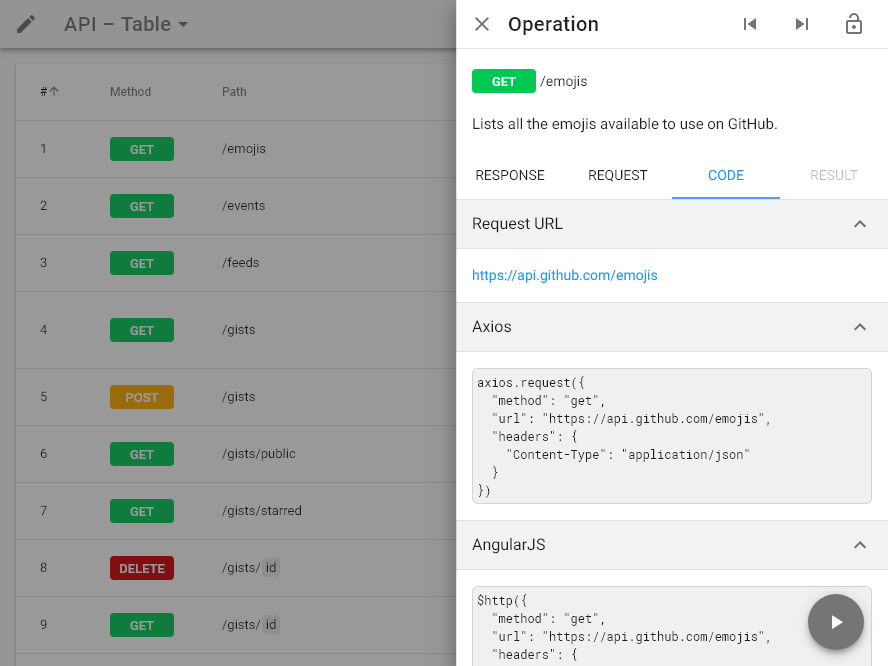 API – Table
# Method Path
1 GET /emojis
2 GET /events
3 GET /feeds
4 GET /gists
5 POST /gists
6 GET /gists/public
7 GET /gists/starred
8 DELETE /gists/ id
9 GET /gists/ id
Operation
GET /emojis
Lists all the emojis available to use on GitHub.
RESPONSE REQUEST CODE RESULT
Request URL
https://api.github.com/emojis
Axios
axios.request({
  "method": "get",
  "url": "https://api.github.com/emojis",
  "headers": {
    "Content-Type": "application/json"
  }
})
AngularJS
$http({
  "method": "get",
  "url": "https://api.github.com/emojis",
  "headers": {